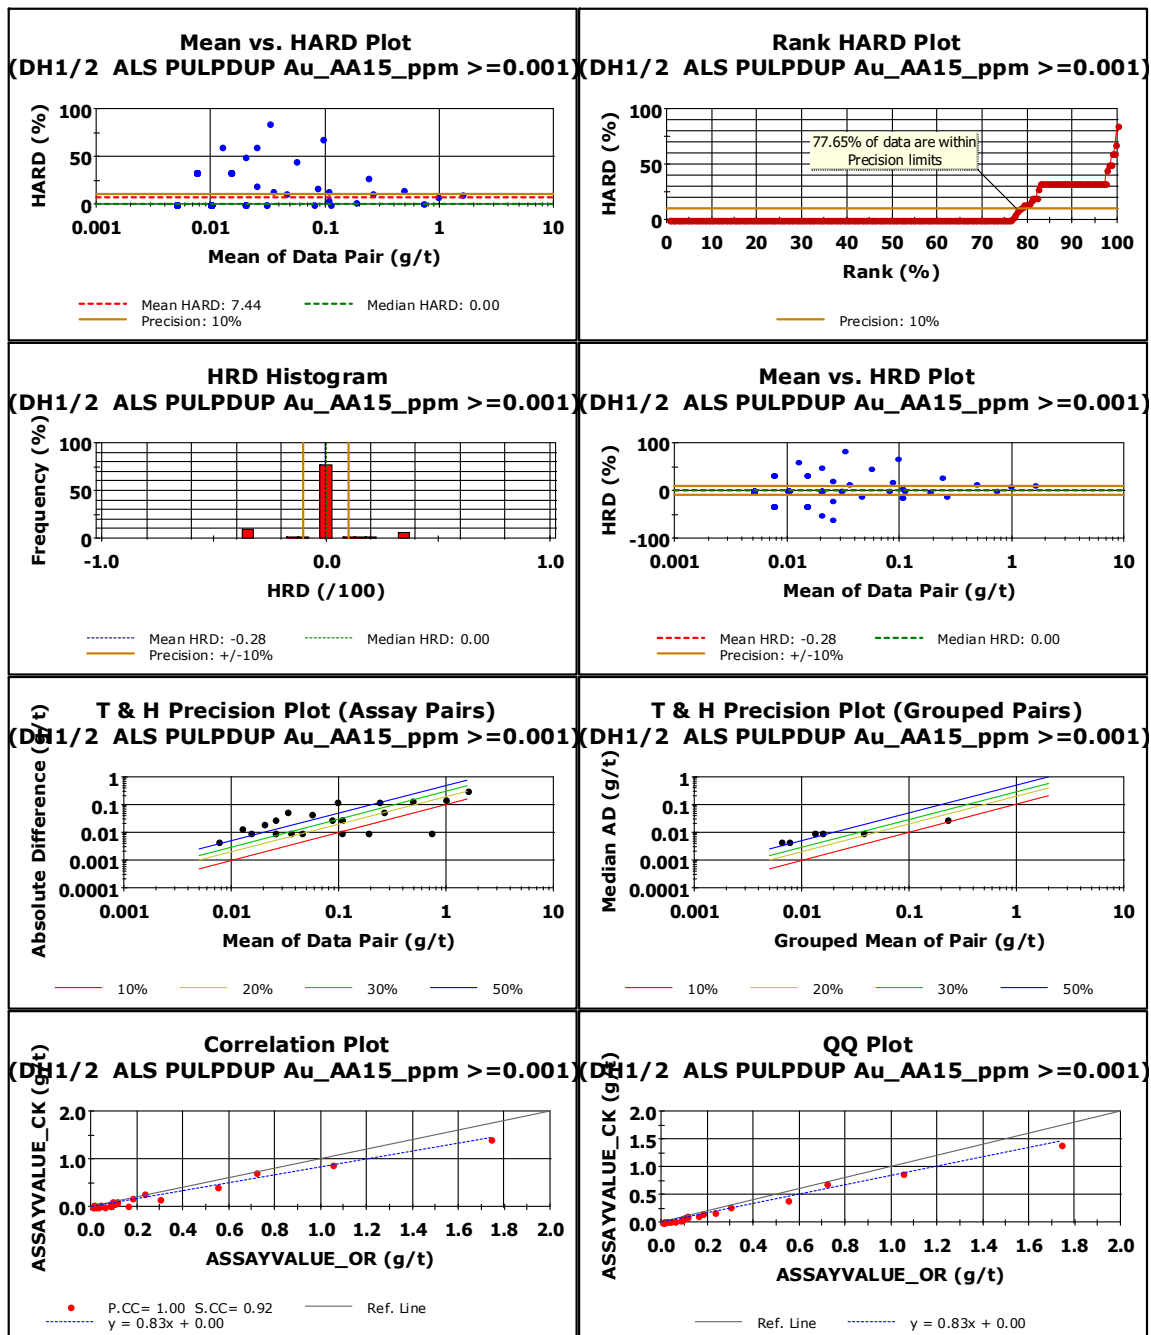 Mean vs. HARD Plot
(DH1/2 ALS PULPDUP Au_AA15_ppm >=0.001)
HARD (%)
100
50
0
0.001 0.01 0.1 1 10
Mean of Data Pair (g/t)
Mean HARD: 7.44 Median HARD: 0.00
Precision: 10%
Rank HARD Plot
(DH1/2 ALS PULPDUP Au_AA15_ppm >=0.001)
HARD (%)
100
77.65% of data are within
Precision limits
50
0
0 10 20 30 40 50 60 70 80 90 100
Rank (%)
Precision: 10%
HRD Histogram
(DH1/2 ALS PULPDUP Au_AA15_ppm >=0.001)
Frequency (%)
100
50
0
-1.0 0.0 1.0
HRD (/100)
Mean HRD: -0.28 Median HRD: 0.00
Precision: +/-10%
Mean vs. HRD Plot
(DH1/2 ALS PULPDUP Au_AA15_ppm >=0.001)
HRD (%)
100
0
-100
0.001 0.01 0.1 1 10
Mean of Data Pair (g/t)
Mean HRD: -0.28 Median HRD: 0.00
Precision: +/-10%
T & H Precision Plot (Assay Pairs)
(DH1/2 ALS PULPDUP Au_AA15_ppm >=0.001)
Absolute Difference (g/t)
1
0.1
0.01
0.001
0.0001
0.001 0.01 0.1 1 10
Mean of Data Pair (g/t)
10% 20% 30% 50%
T & H Precision Plot (Grouped Pairs)
(DH1/2 ALS PULPDUP Au_AA15_ppm >=0.001)
Median AD (g/t)
1
0.1
0.01
0.001
0.0001
0.001 0.01 0.1 1 10
Grouped Mean of Pair (g/t)
10% 20% 30% 50%
Correlation Plot
(DH1/2 ALS PULPDUP Au_AA15_ppm >=0.001)
ASSAYVALUE_CK (g/t)
2.0
1.0
0.0
0.0 0.2 0.4 0.6 0.8 1.0 1.2 1.4 1.6 1.8 2.0
ASSAYVALUE_OR (g/t)
P.CC= 1.00 S.CC= 0.92 Ref. Line
y = 0.83x + 0.00
QQ Plot
(DH1/2 ALS PULPDUP Au_AA15_ppm >=0.001)
ASSAYVALUE_CK (g/t)
2.0
1.5
1.0
0.5
0.0
0.0 0.2 0.4 0.6 0.8 1.0 1.2 1.4 1.6 1.8 2.0
ASSAYVALUE_OR (g/t)
Ref. Line y = 0.83x + 0.00